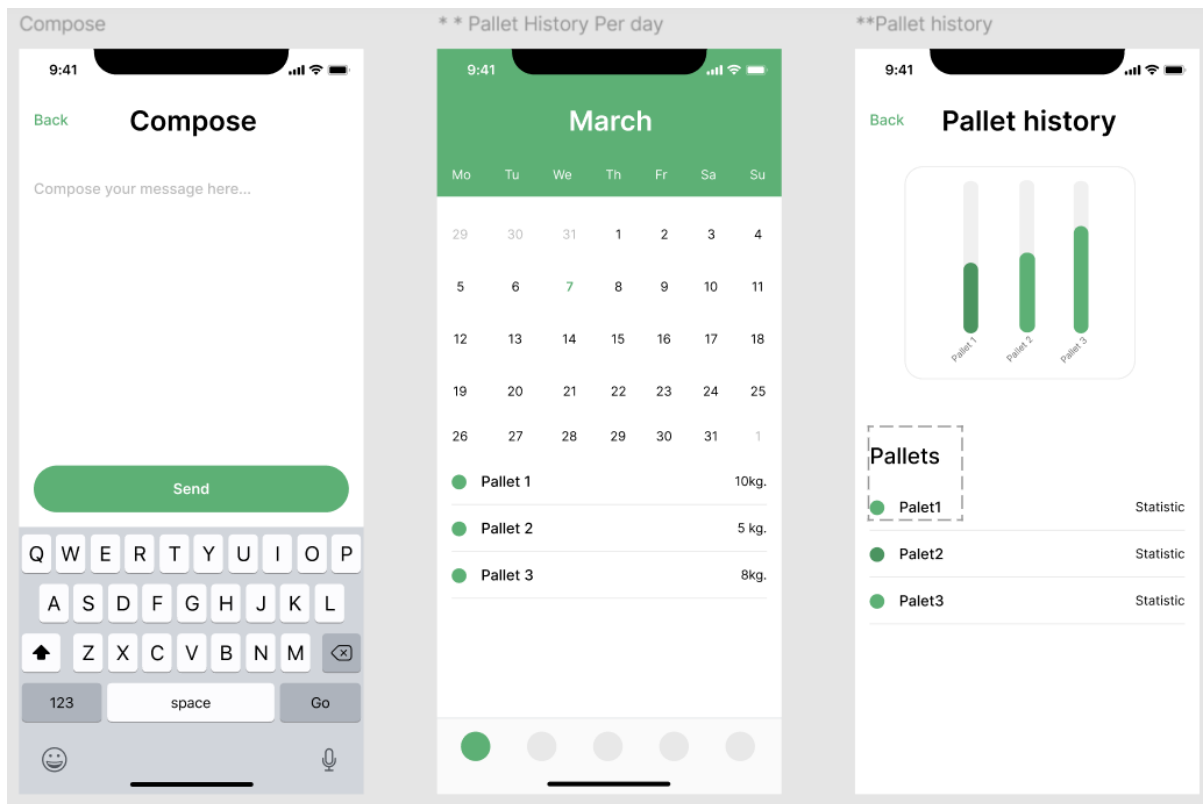 Compose
9:41
Back
Compose
Compose your message here...
Send
Q W E R T Y U I O P
A S D F G H J K L
Z X C V B N M
123 space Go
* * Pallet History Per day
9:41
March
Mo Tu We Th Fr Sa Su
29 30 31 1 2 3 4
5 6 7 8 9 10 11
12 13 14 15 16 17 18
19 20 21 22 23 24 25
26 27 28 29 30 31 1
Pallet 1 10kg.
Pallet 2 5 kg.
Pallet 3 8kg.
**Pallet history
9:41
Back
Pallet history
Pallet 1 Pallet 2 Pallet 3
Pallets
Palet1 Statistic
Palet2 Statistic
Palet3 Statistic